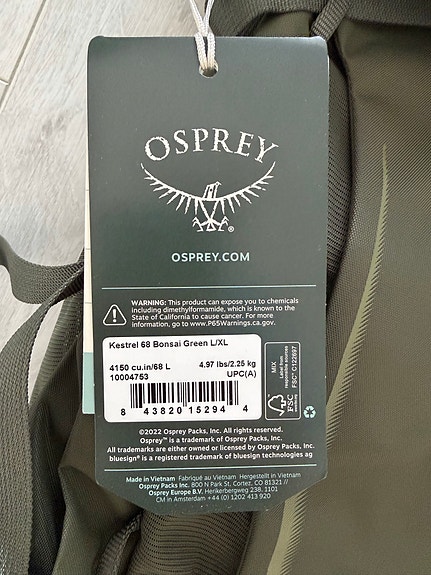 OSPREY
®
OSPREY.COM
WARNING: This product can expose you to chemicals
including dimethylformamide, which is known to the
State of California to cause cancer. For more
information, go to www.P65Warnings.ca.gov.
Kestrel 68 Bonsai Green L/XL
4150 cu.in/68 L 4.97 lbs/2.25 kg
10004753 UPC(A)
8 43820 15294 4
MIX
Label from
responsible sources
FSC® C122697
FSC
©2022 Osprey Packs, Inc. All rights reserved.
Osprey™ is a trademark of Osprey Packs, Inc.
All trademarks are either owned or licensed by Osprey Packs, Inc.
bluesign® is a registered trademark of bluesign technologies ag
Made in Vietnam Fabriqué au Vietnam Hergestellt in Vietnam
Osprey Packs Inc. 800 N Park St, Cortez, CO 81321 //
Osprey Europe B.V. Herikerbergweg 238, 1101
CM in Amsterdam +44 (0) 1202 413 920